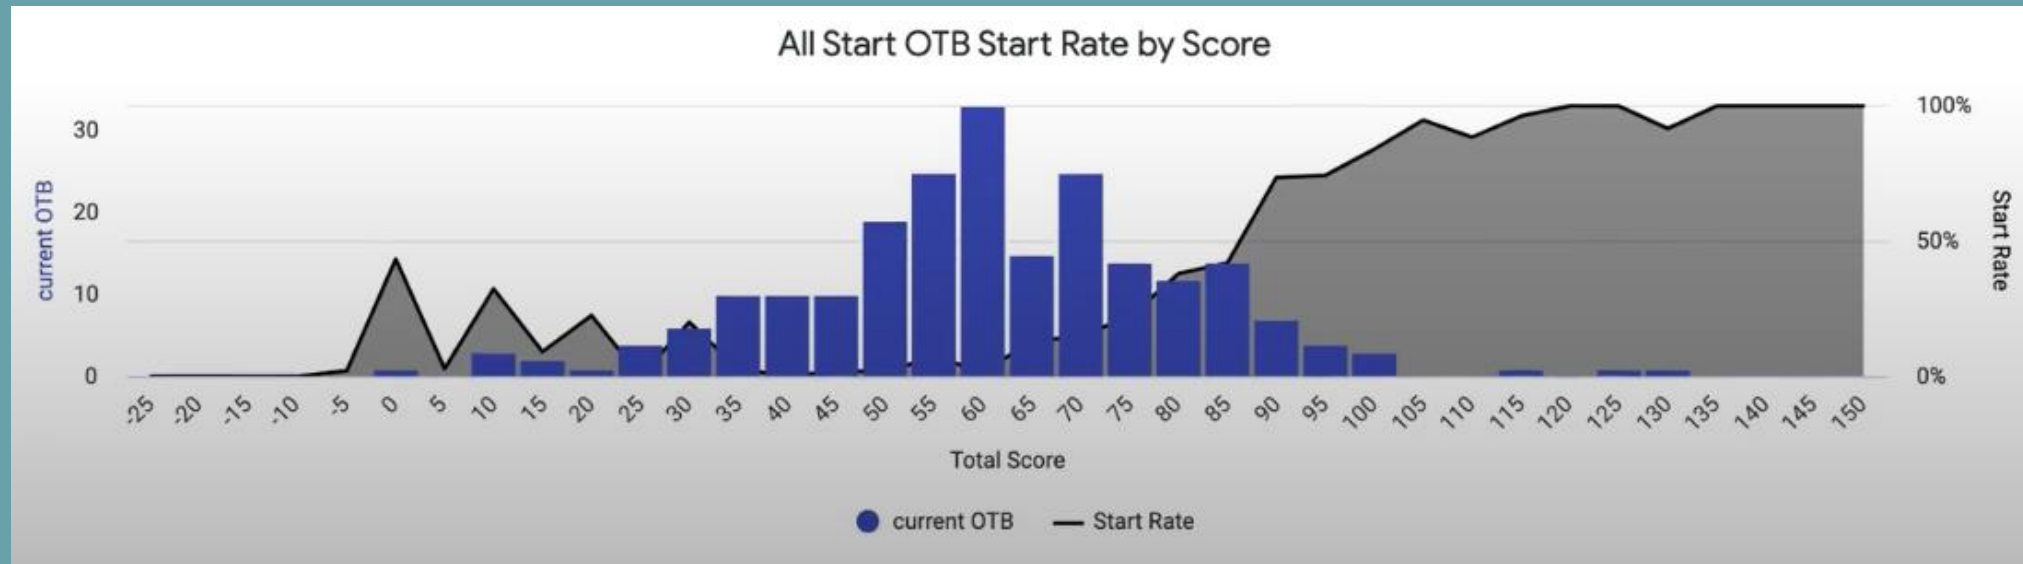 All Start OTB Start Rate by Score
current OTB
30
20
10
0
100%
50%
0%
Start Rate
-25 -20 -15 -10 -5 0 5 10 15 20 25 30 35 40 45 50 55 60 65 70 75 80 85 90 95 100 105 110 115 120 125 130 135 140 145 150
Total Score
current OTB Start Rate